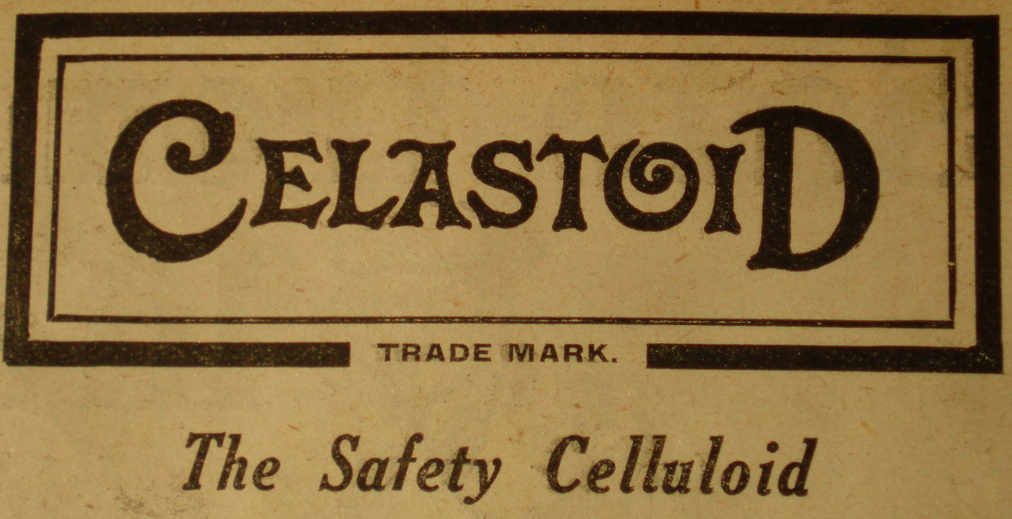 CELASTOID
TRADE MARK.
The Safety Celluloid